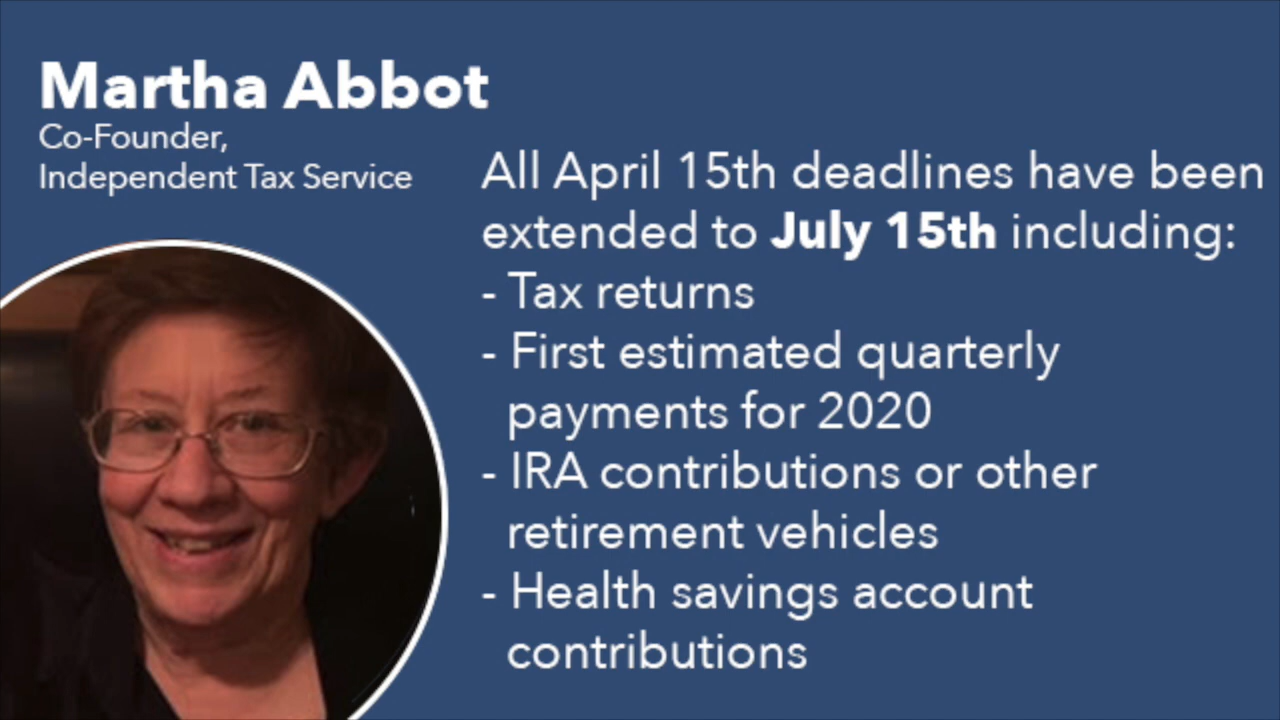 Martha Abbot
Co-Founder,
Independent Tax Service
All April 15th deadlines have been
extended to July 15th including:
- Tax returns
- First estimated quarterly
payments for 2020
- IRA contributions or other
retirement vehicles
- Health savings account
contributions